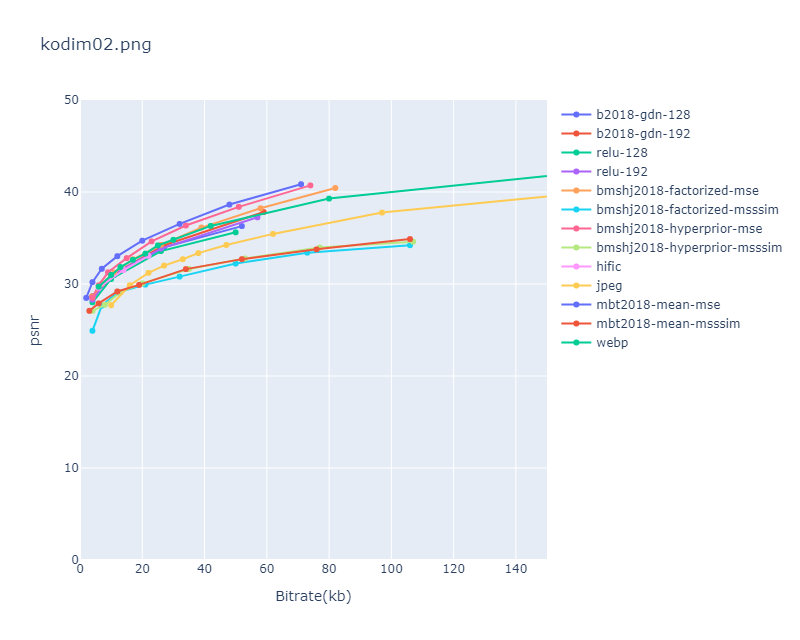 kodim02.png
50
40
30
20
10
0
psnr
0 20 40 60 80 100 120 140
Bitrate(kb)
b2018-gdn-128
b2018-gdn-192
relu-128
relu-192
bmshj2018-factorized-mse
bmshj2018-factorized-msssim
bmshj2018-hyperprior-mse
bmshj2018-hyperprior-msssim
hific
jpeg
mbt2018-mean-mse
mbt2018-mean-msssim
webp